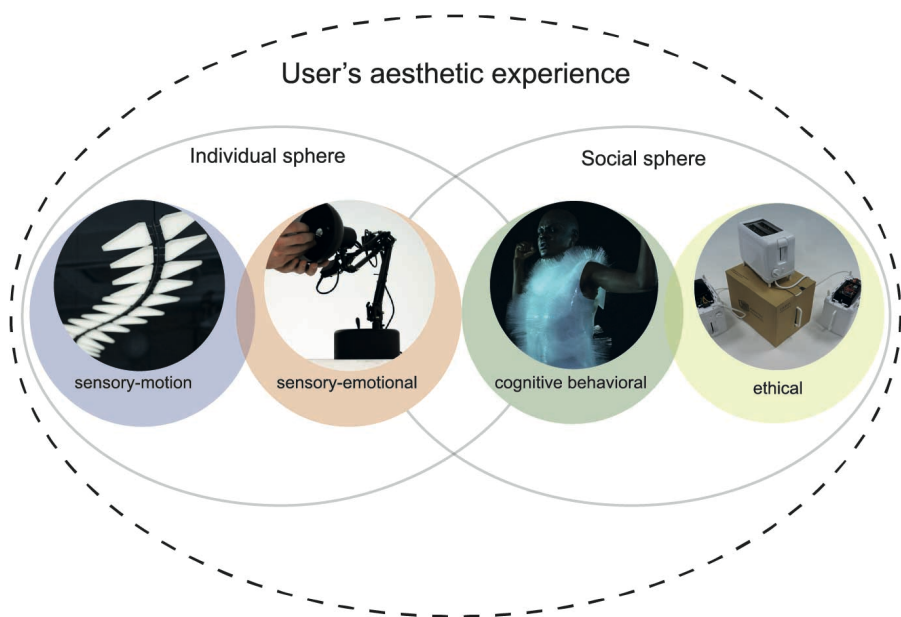 User’s aesthetic experience
Individual sphere
Social sphere
sensory-motion
sensory-emotional
cognitive behavioral
ethical